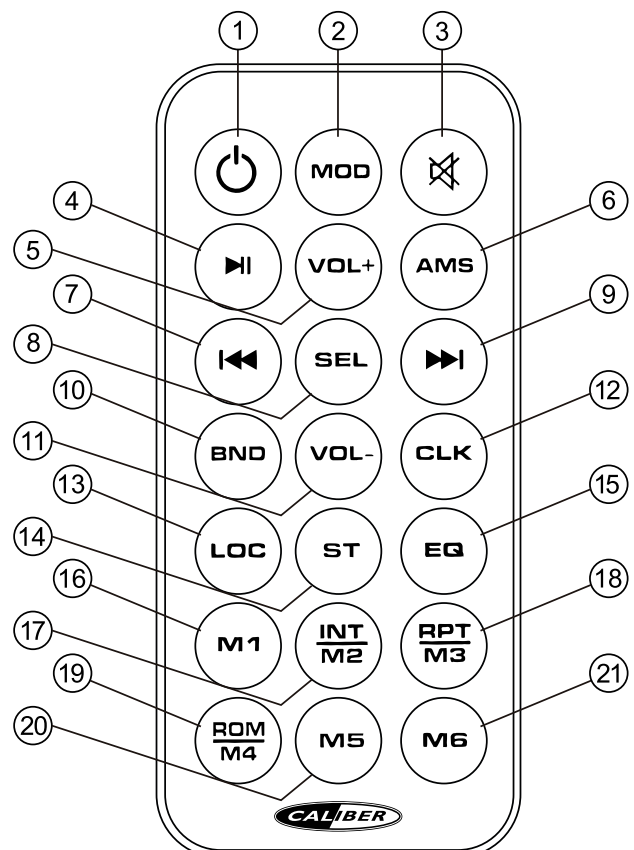 1 2 3
MOD
4 6
5
VOL+ AMS
7 9
8
SEL
10 12
11
BND VOL- CLK
13 15
14
LOC ST EQ
16 18
17
M1 INT RPT
M2 M3
19 21
20
ROM
M4 M5 M6
CALIBER